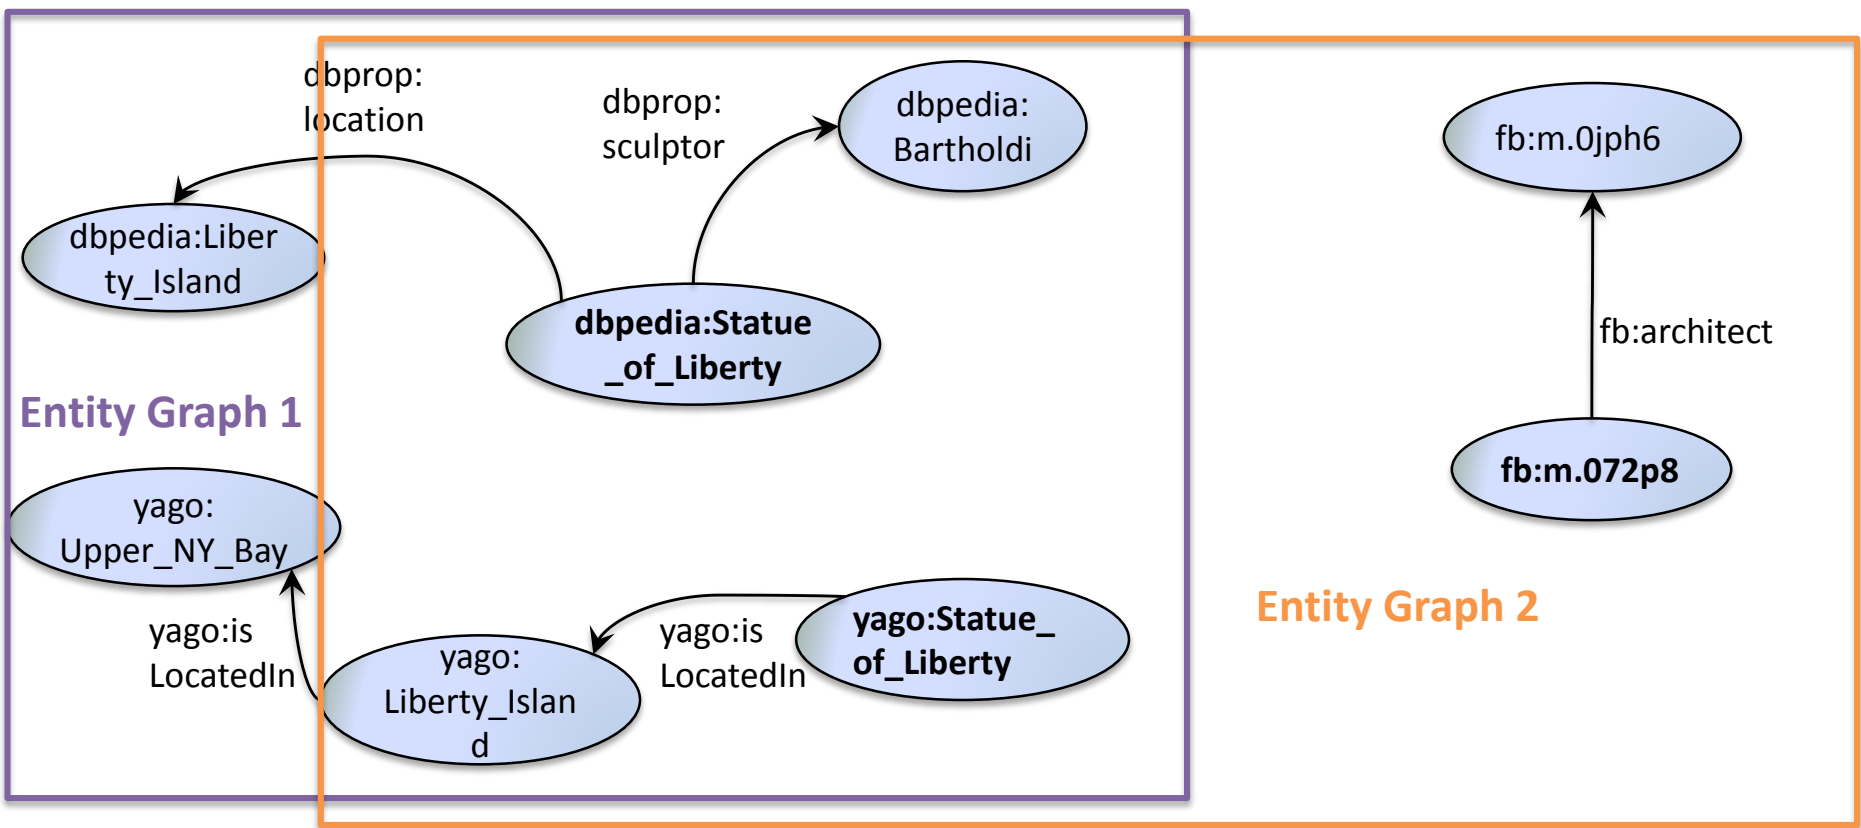 dbprop:
location
dbprop:
sculptor
dbpedia:
Bartholdi
fb:m.0jph6
dbpedia:Liber
ty_Island
dbpedia:Statue
_of_Liberty
fb:architect
Entity Graph 1
fb:m.072p8
yago:
Upper_NY_Bay
yago:is
LocatedIn
yago:
Liberty_Islan
d
yago:is
LocatedIn
yago:Statue_
of_Liberty
Entity Graph 2